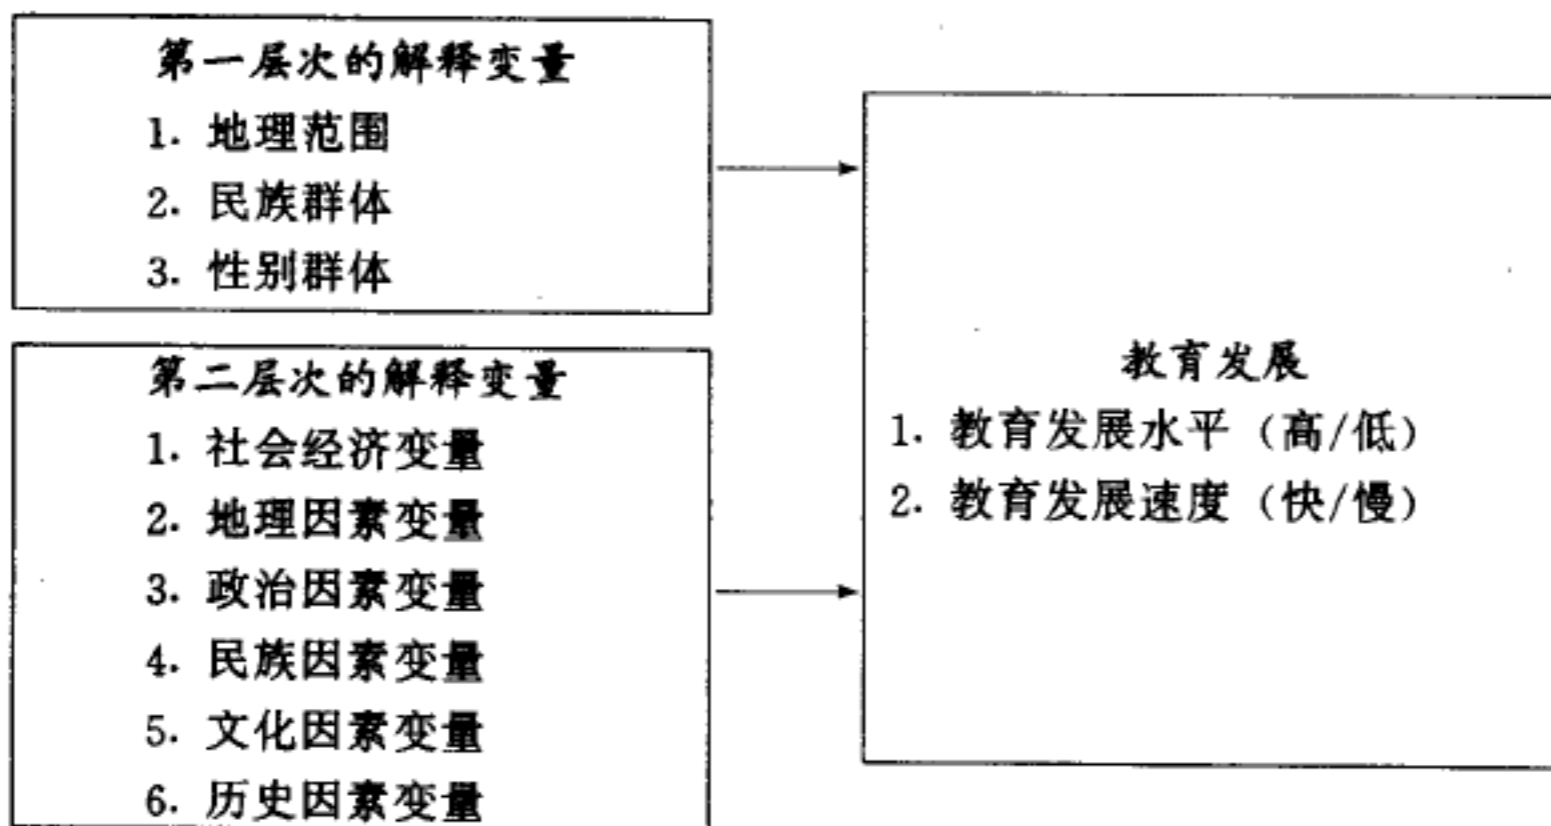 第一层次的解释变量
1. 地理范围
2. 民族群体
3. 性别群体
第二层次的解释变量
1. 社会经济变量
2. 地理因素变量
3. 政治因素变量
4. 民族因素变量
5. 文化因素变量
6. 历史因素变量
教育发展
1. 教育发展水平（高/低）
2. 教育发展速度（快/慢）